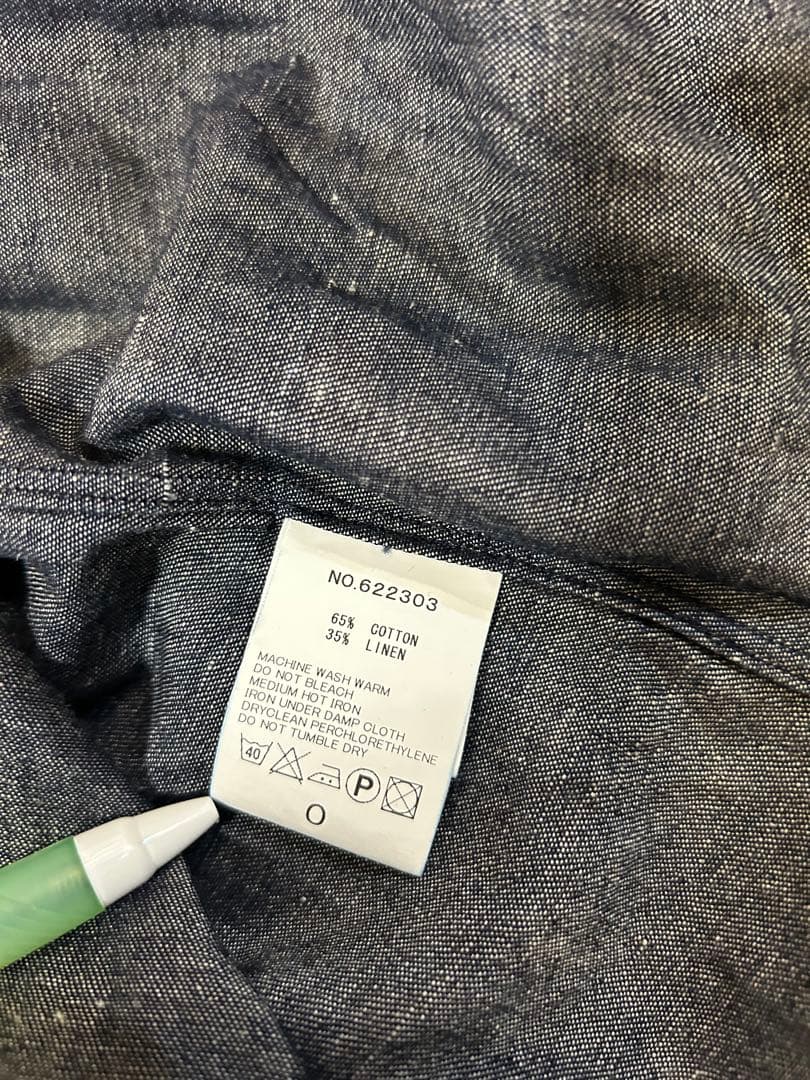 NO.622303
65% COTTON
35% LINEN
MACHINE WASH WARM
DO NOT BLEACH
MEDIUM HOT IRON
IRON UNDER DAMP CLOTH
DRYCLEAN PERCHLORETHYLENE
DO NOT TUMBLE DRY
40 P
O